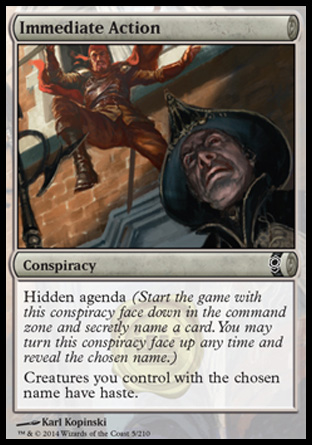 Immediate Action
Conspiracy
Hidden agenda (Start the game with
this conspiracy face down in the command
zone and secretly name a card. You may
turn this conspiracy face up any time and
reveal the chosen name.)
Creatures you control with the chosen
name have haste.
Karl Kopinski
™ & © 2014 Wizards of the Coast 5/210